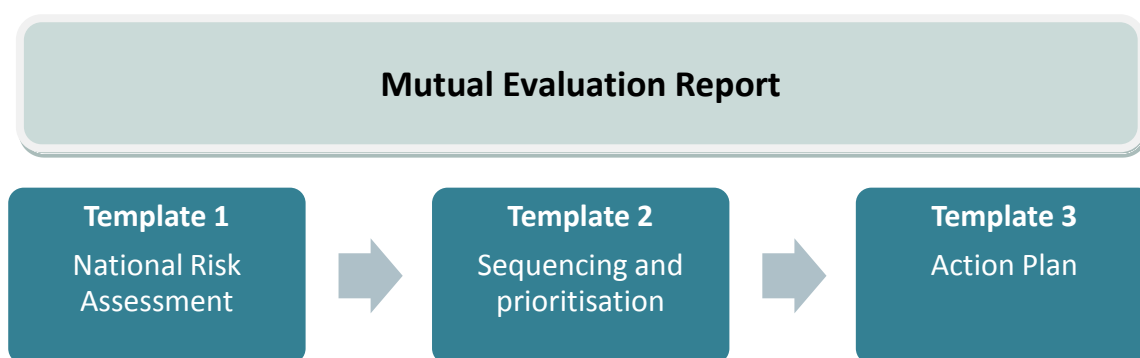 Mutual Evaluation Report
Template 1
National Risk
Assessment
Template 2
Sequencing and
prioritisation
Template 3
Action Plan